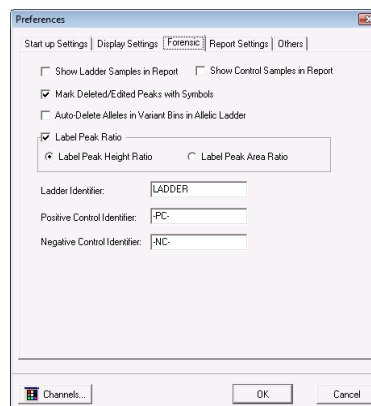 Preferences
Start up Settings Display Settings Forensic Report Settings Others
Show Ladder Samples in Report Show Control Samples in Report
Mark Deleted/Edited Peaks with Symbols
Auto-Delete Alleles in Variant Bins in Allelic Ladder
Label Peak Ratio
Label Peak Height Ratio Label Peak Area Ratio
Ladder Identifier: LADDER
Positive Control Identifier: -PC-
Negative Control Identifier: -NC-
Channels... OK Cancel